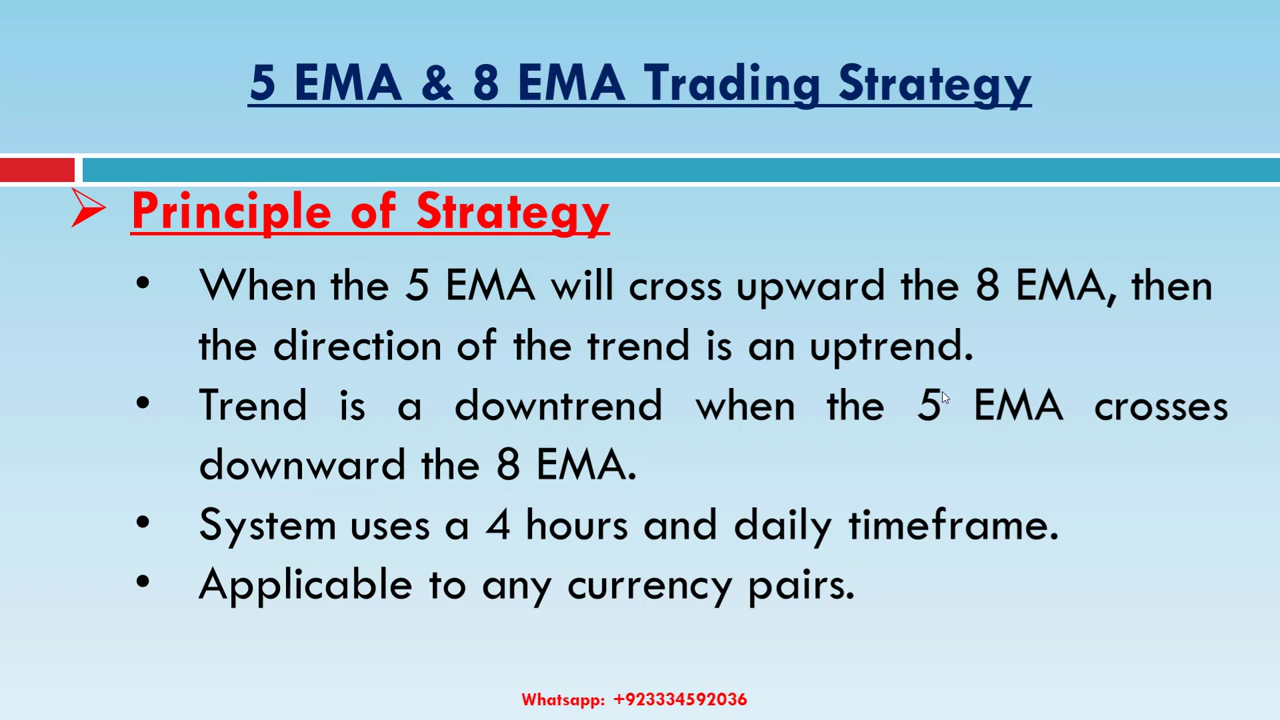 5 EMA & 8 EMA Trading Strategy
Principle of Strategy
• When the 5 EMA will cross upward the 8 EMA, then
the direction of the trend is an uptrend.
• Trend is a downtrend when the 5 EMA crosses
downward the 8 EMA.
• System uses a 4 hours and daily timeframe.
• Applicable to any currency pairs.
Whatsapp: +923334592036